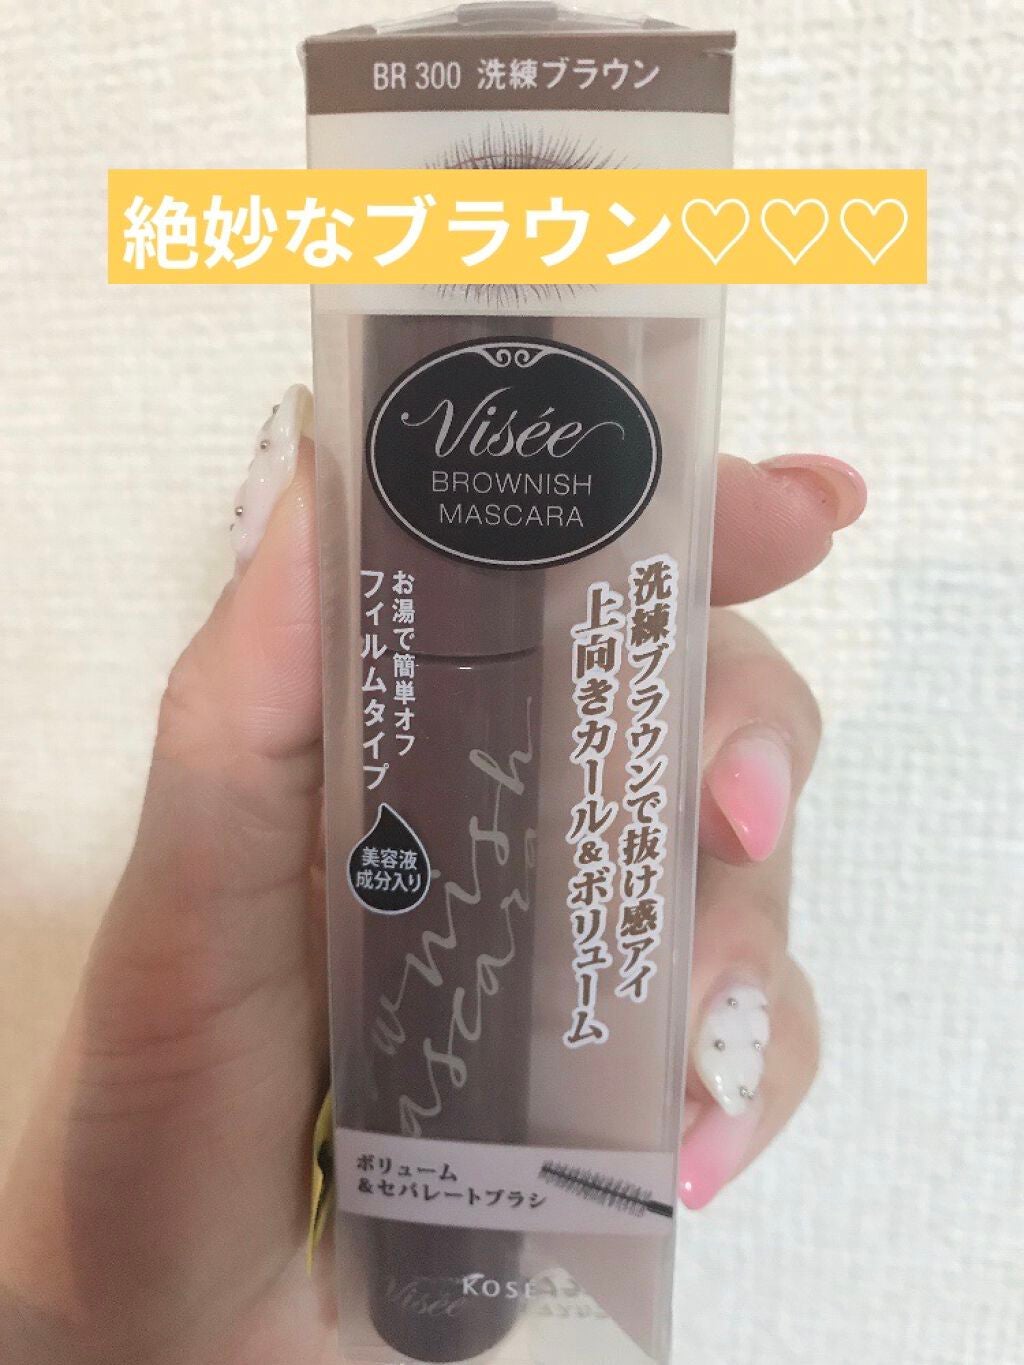 BR 300 洗練ブラウン
絶妙なブラウン♡♡♡
Visée
BROWNISH
MASCARA
洗練ブラウンで抜け感アイ
上向きカール&ボリューム
お湯で簡単オフ
フィルムタイプ
美容液
成分入り
ボリューム
&セパレートブラシ
Visée
KOSÉ